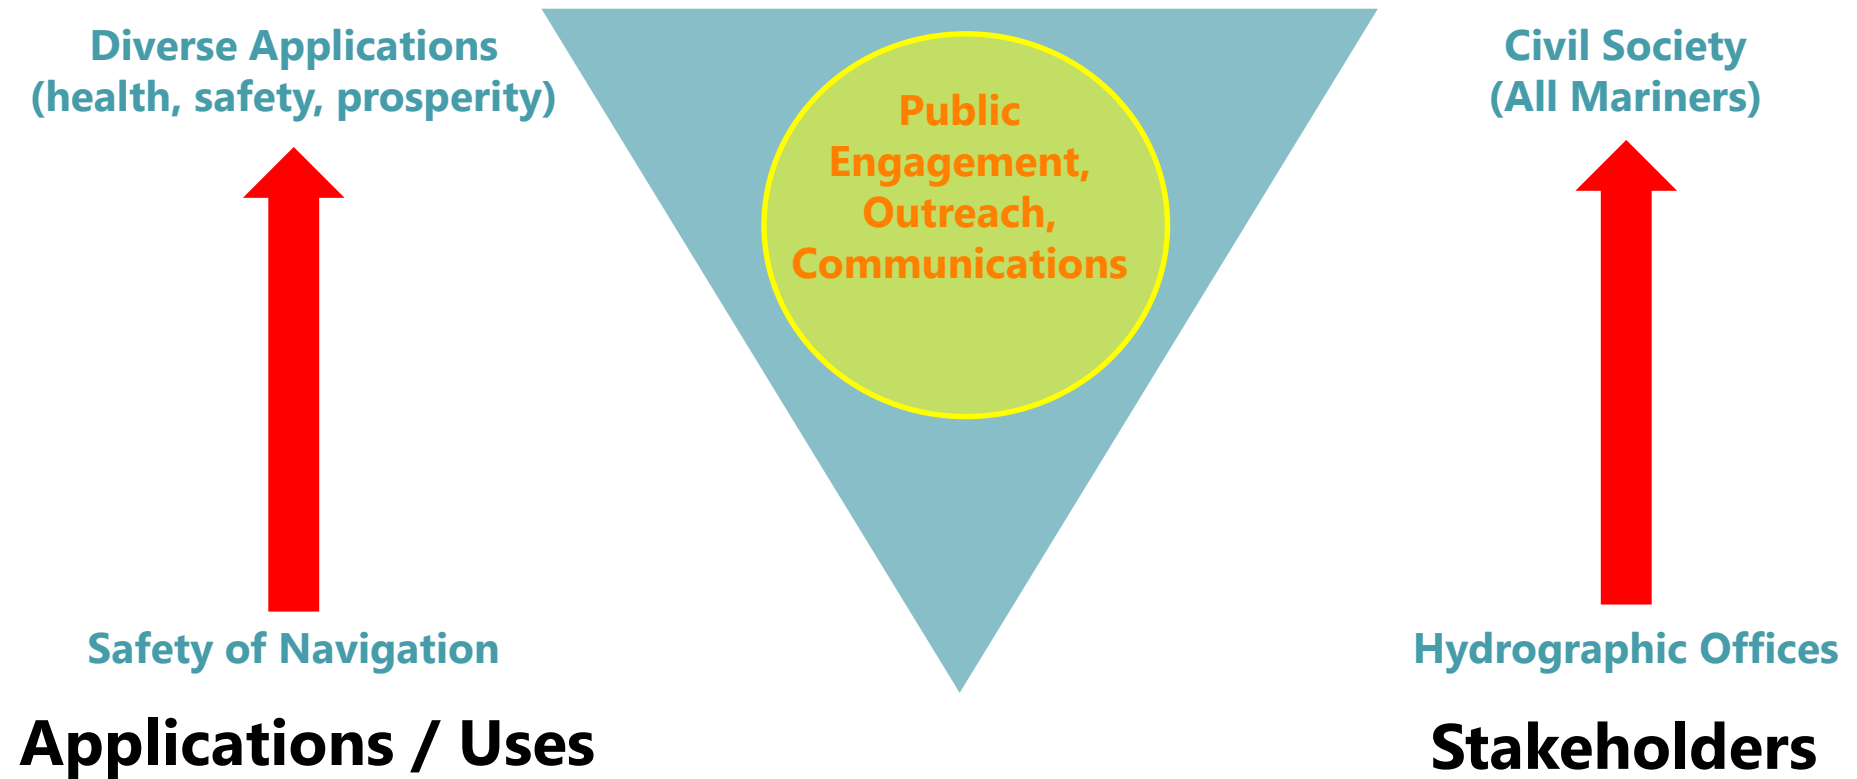 Diverse Applications
(health, safety, prosperity)
Safety of Navigation
Applications / Uses
Public
Engagement,
Outreach,
Communications
Civil Society
(All Mariners)
Hydrographic Offices
Stakeholders